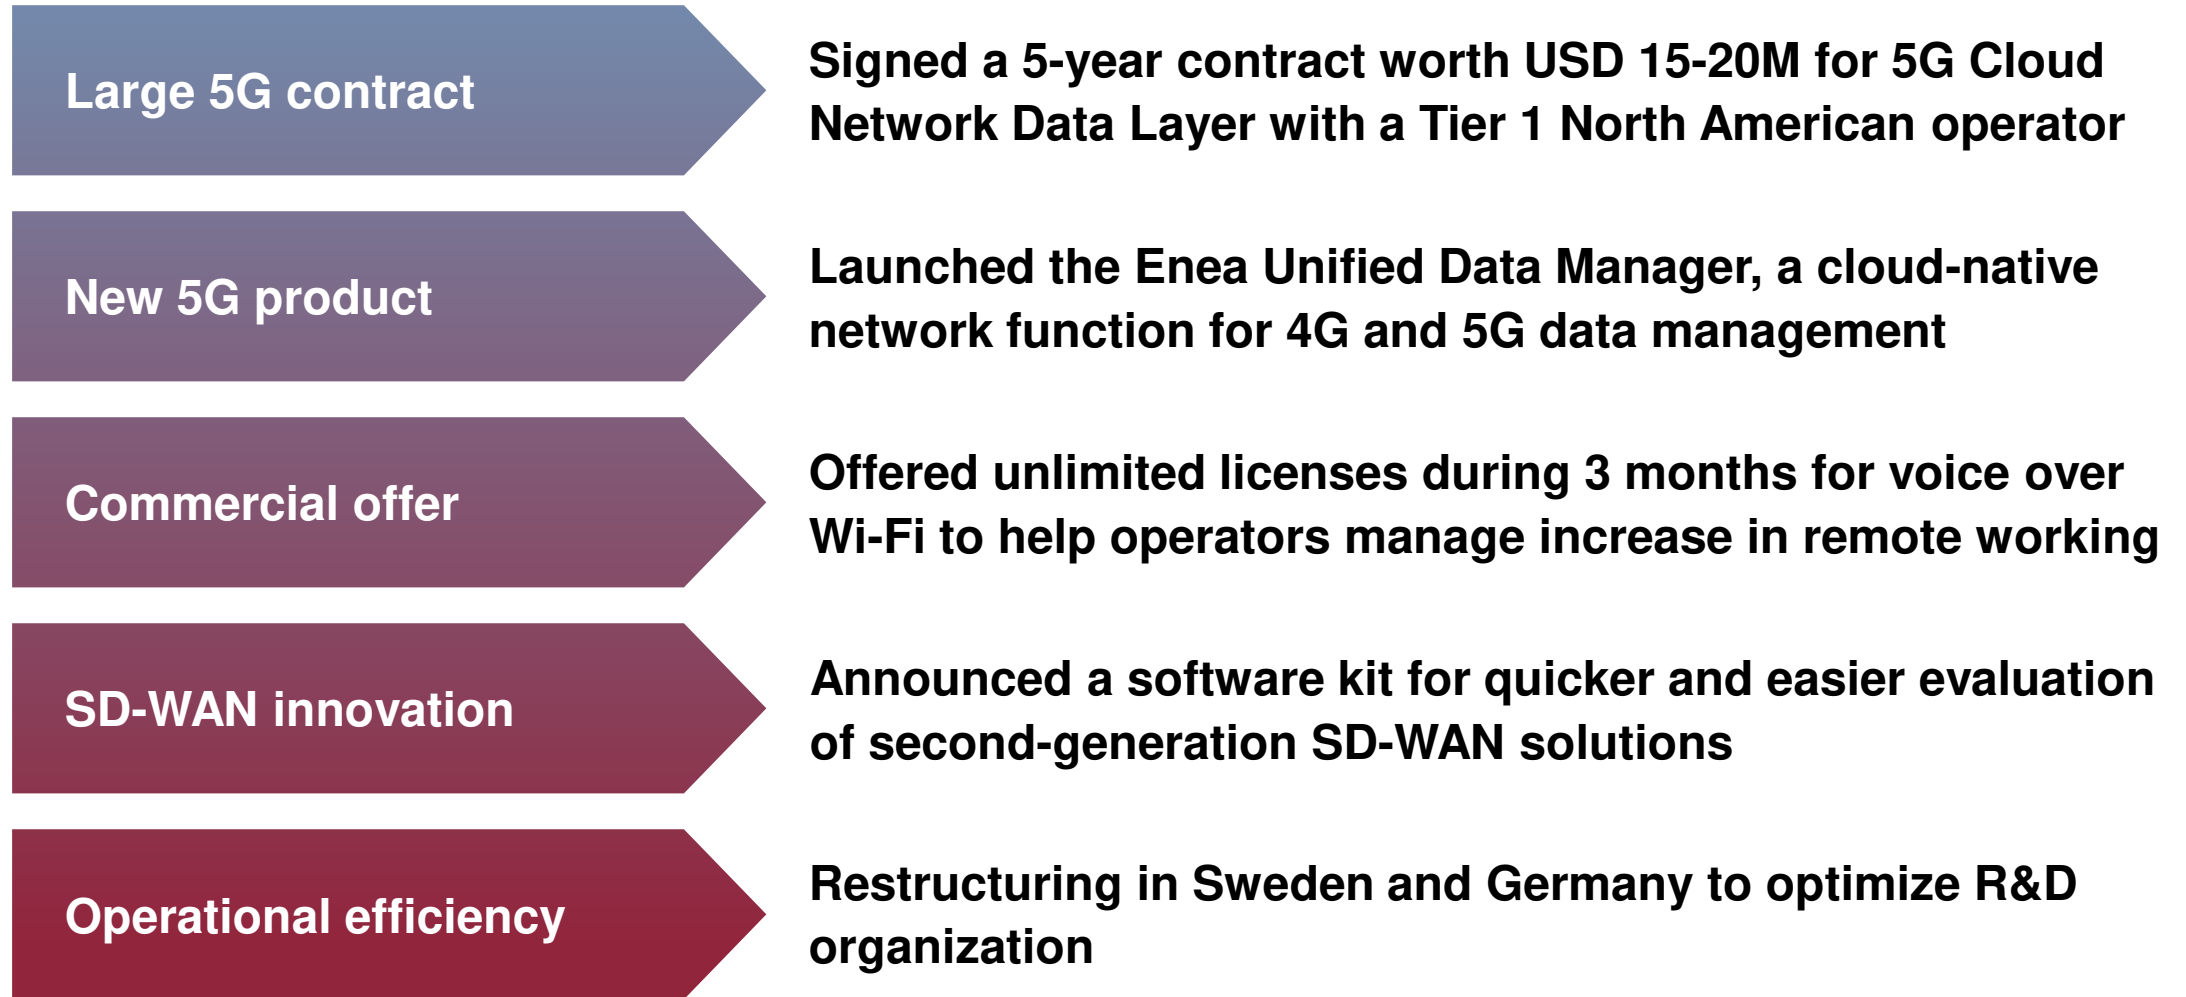 Large 5G contract
Signed a 5-year contract worth USD 15-20M for 5G Cloud
Network Data Layer with a Tier 1 North American operator
New 5G product
Launched the Enea Unified Data Manager, a cloud-native
network function for 4G and 5G data management
Commercial offer
Offered unlimited licenses during 3 months for voice over
Wi-Fi to help operators manage increase in remote working
SD-WAN innovation
Announced a software kit for quicker and easier evaluation
of second-generation SD-WAN solutions
Operational efficiency
Restructuring in Sweden and Germany to optimize R&D
organization